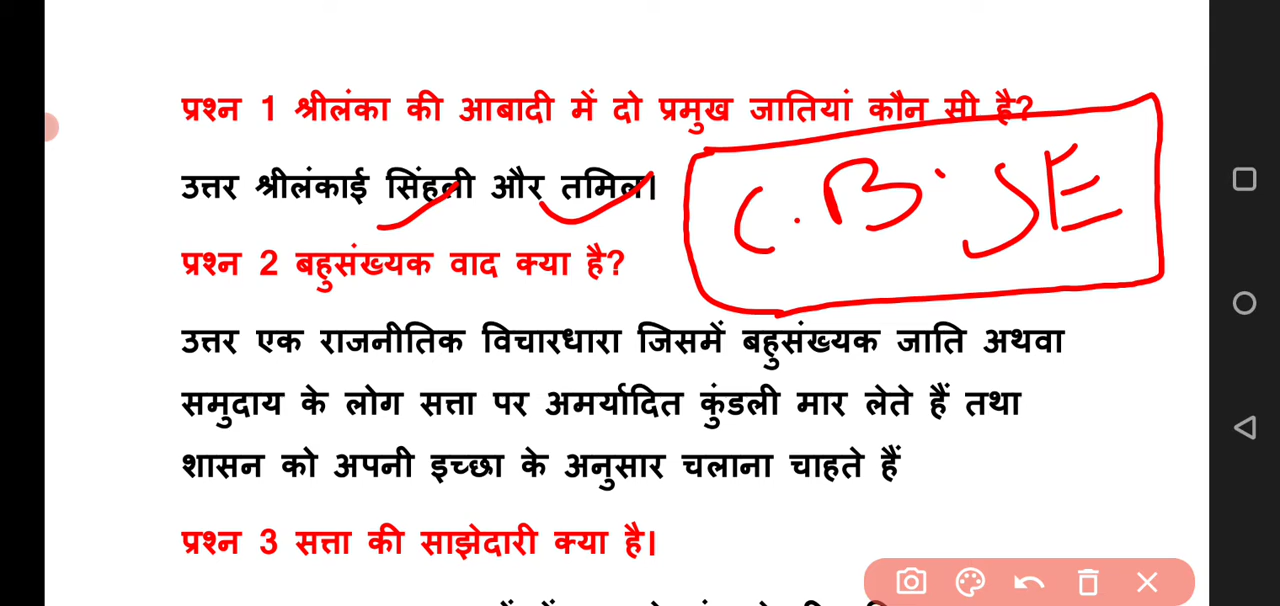 प्रश्न 1 श्रीलंका की आबादी में दो प्रमुख जातियां कौन सी है?
उत्तर श्रीलंकाई सिंहली और तमिल।
C.B.SE
प्रश्न 2 बहुसंख्यक वाद क्या है?
उत्तर एक राजनीतिक विचारधारा जिसमें बहुसंख्यक जाति अथवा
समुदाय के लोग सत्ता पर अमर्यादित कुंडली मार लेते हैं तथा
शासन को अपनी इच्छा के अनुसार चलाना चाहते हैं
प्रश्न 3 सत्ता की साझेदारी क्या है।